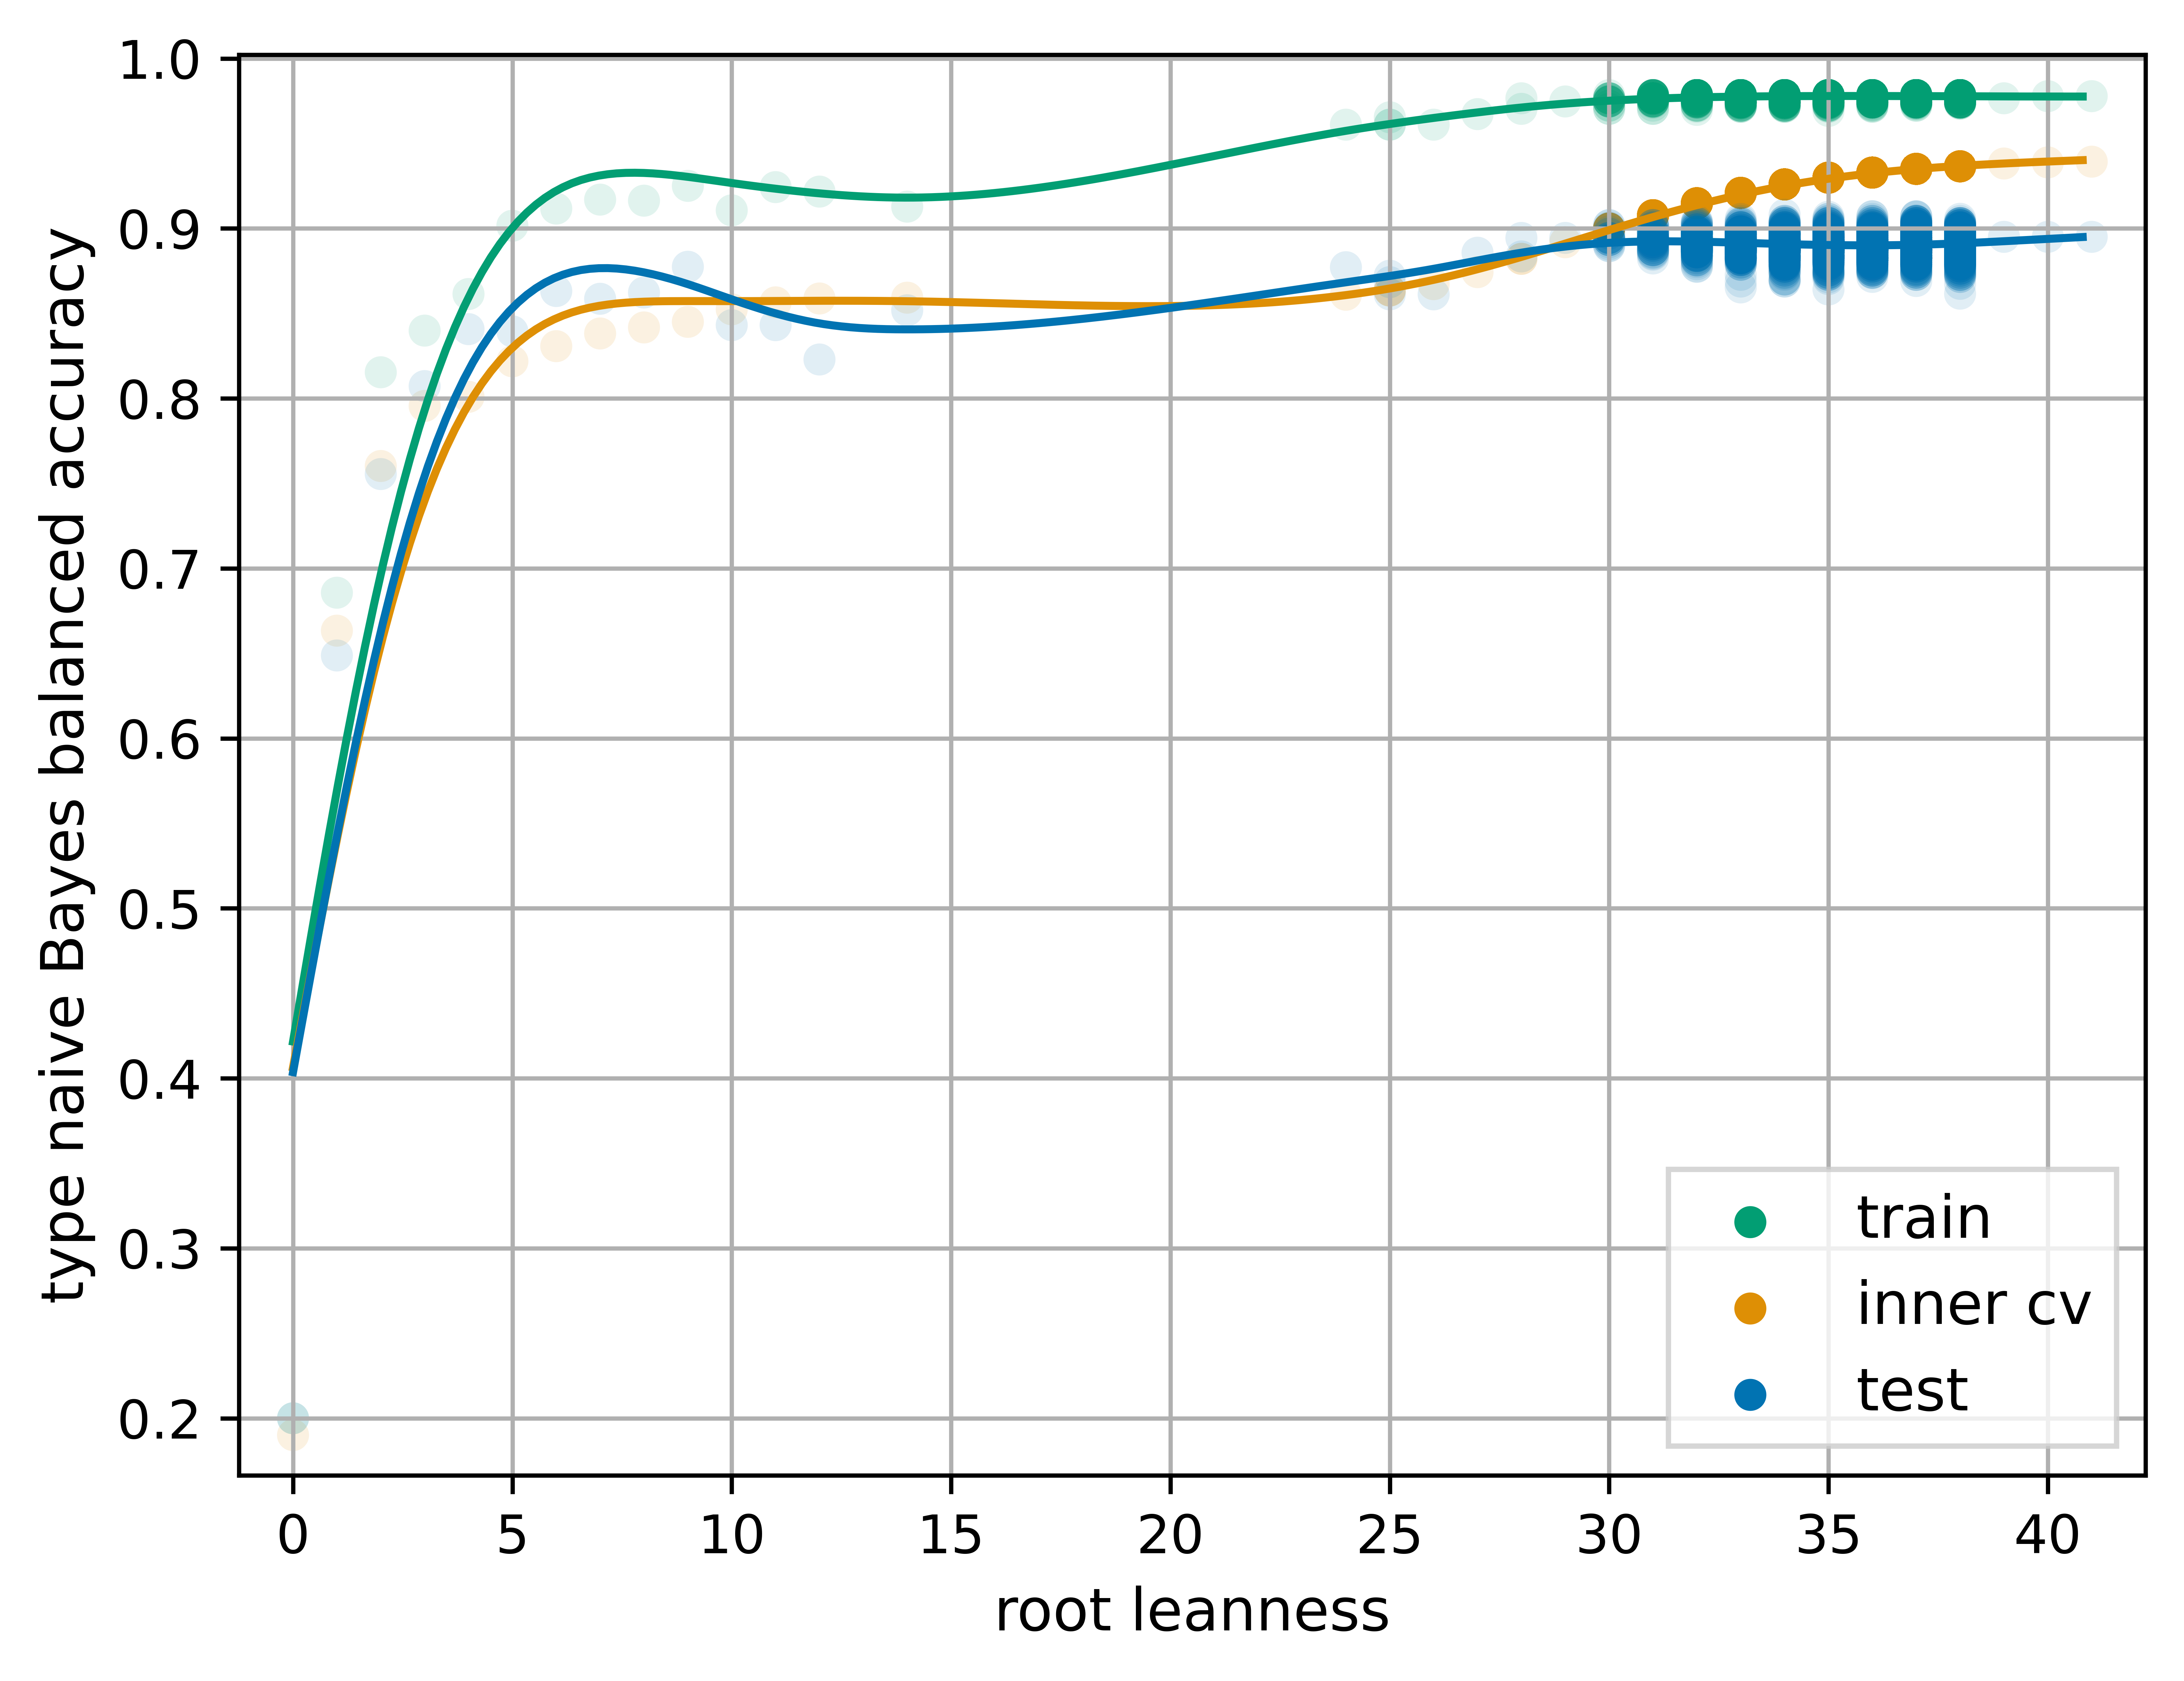 type naive Bayes balanced accuracy
1.0
0.9
0.8
0.7
0.6
0.5
0.4
0.3
0.2
train
inner cv
test
0 5 10 15 20 25 30 35 40
root leanness